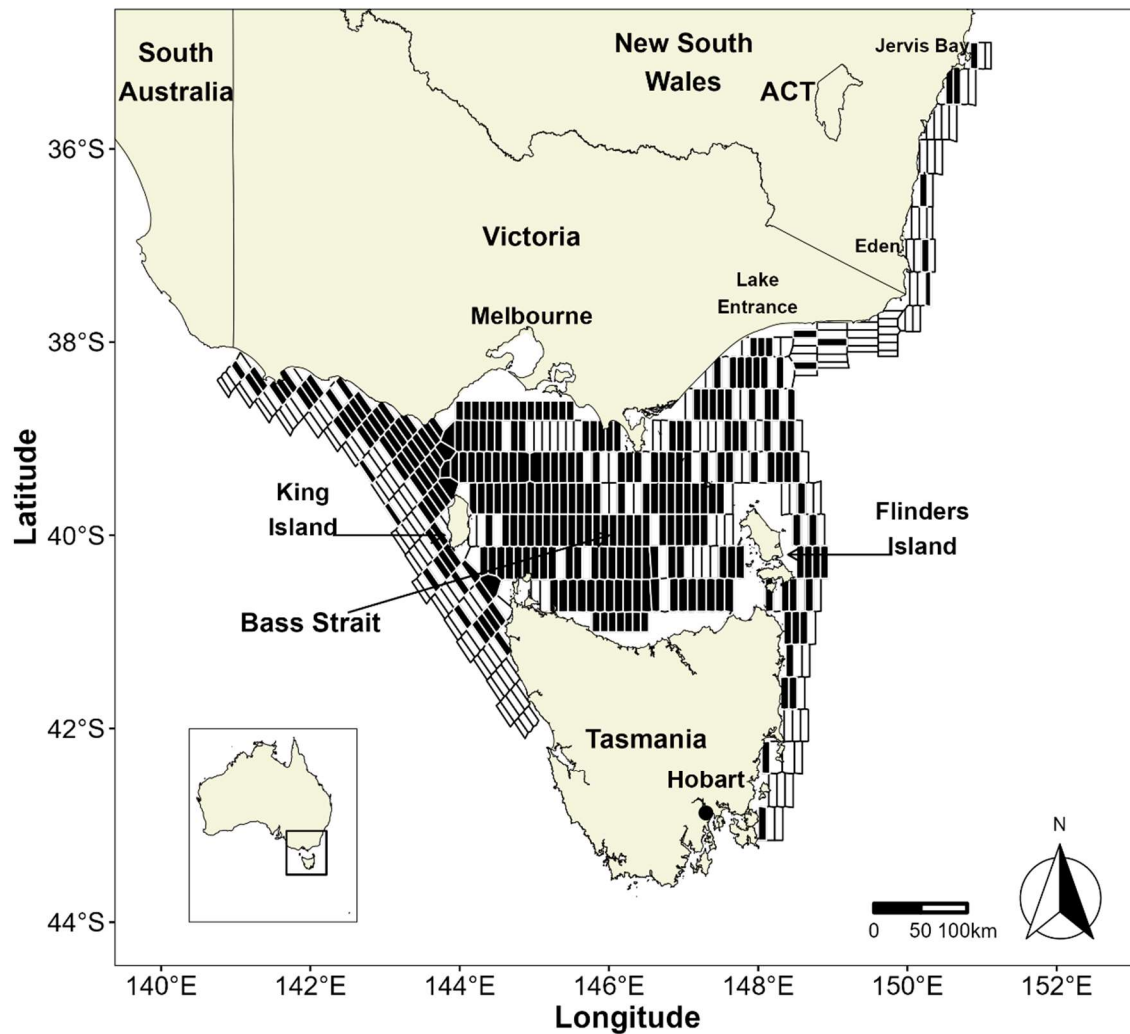 South
Australia
New South
Wales
Jervis Bay
ACT
36°S
Victoria
Eden
Lake
Entrance
Melbourne
38°S
Latitude
King
Island
Flinders
Island
40°S
Bass Strait
42°S
Tasmania
Hobart
N
44°S
0 50 100km
140°E 142°E 144°E 146°E 148°E 150°E 152°E
Longitude